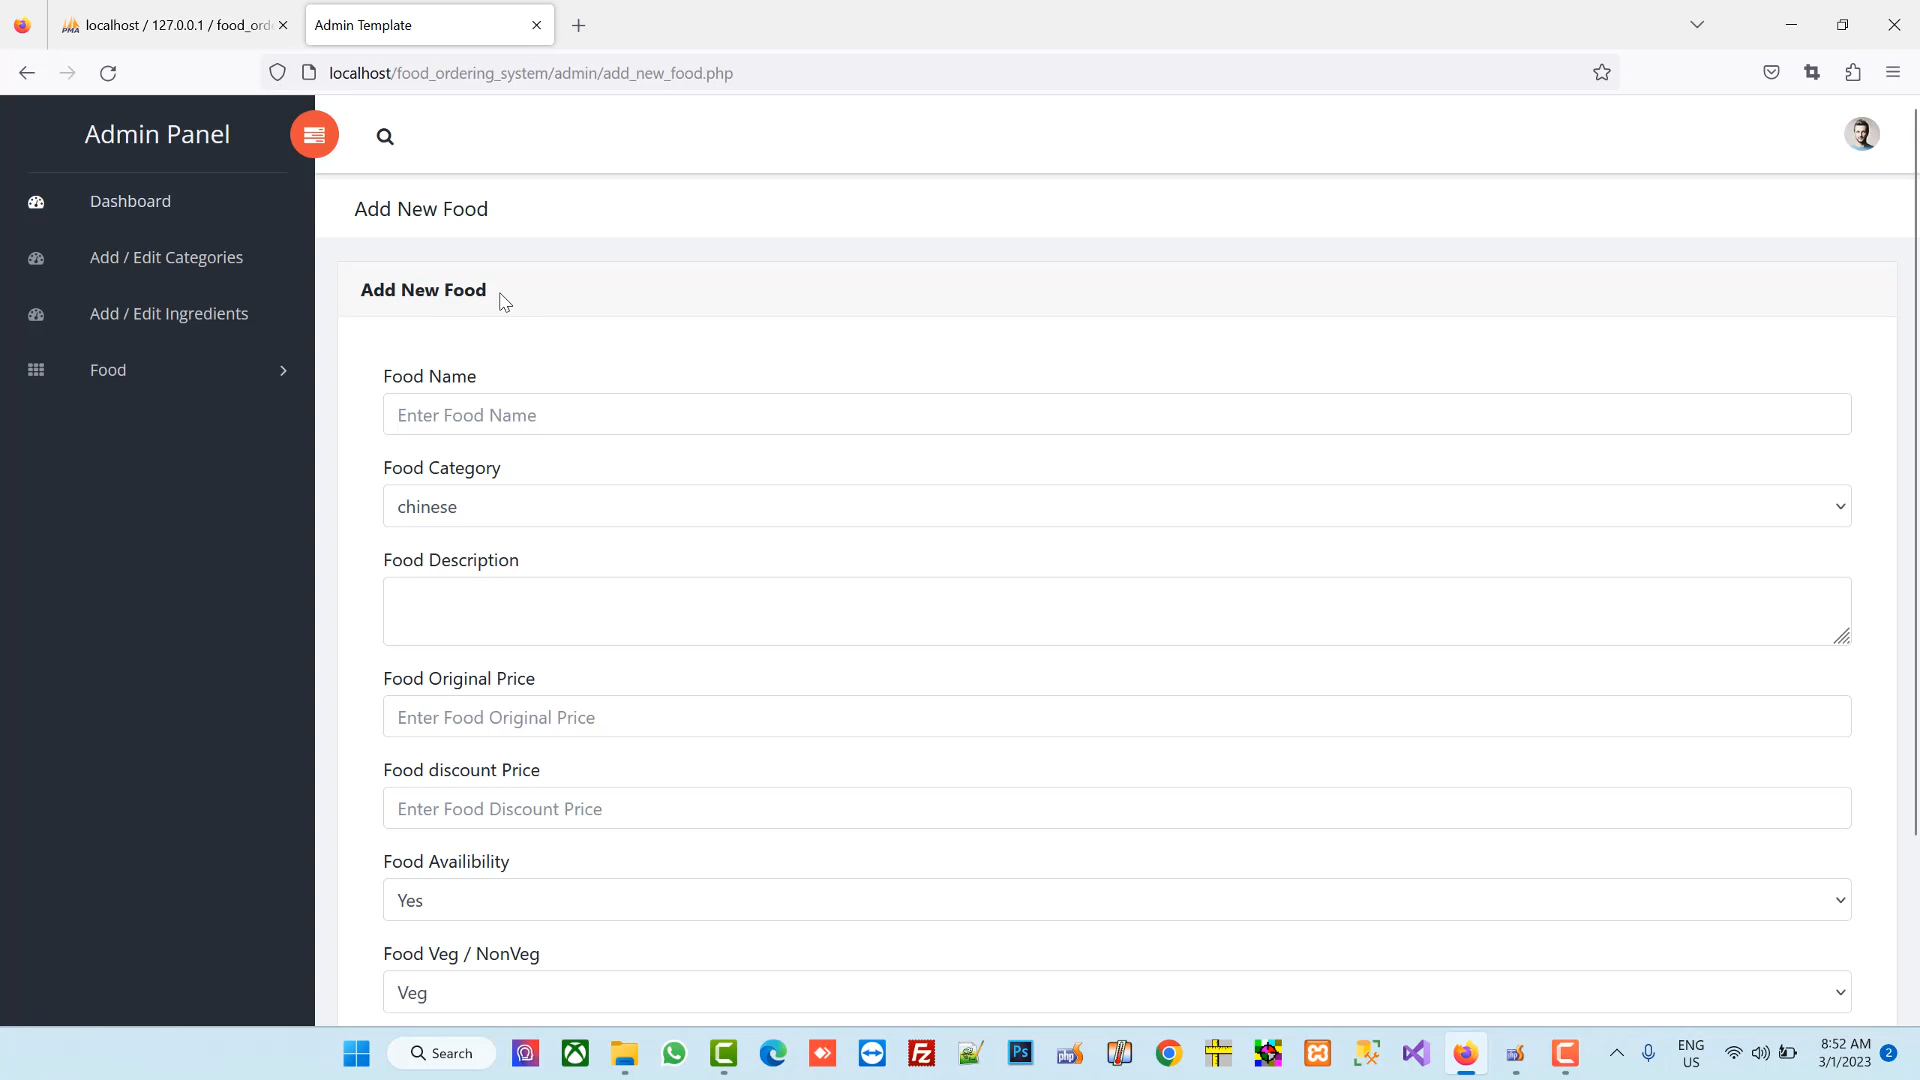 localhost / 127.0.0.1 / food_ord
Admin Template
localhost/food_ordering_system/admin/add_new_food.php
Admin Panel
Dashboard
Add / Edit Categories
Add / Edit Ingredients
Food
Add New Food
Add New Food
Food Name
Enter Food Name
Food Category
chinese
Food Description
Food Original Price
Enter Food Original Price
Food discount Price
Enter Food Discount Price
Food Availibility
Yes
Food Veg / NonVeg
Veg
Search
Ps
php
ENG
US
8:52 AM
3/1/2023
2